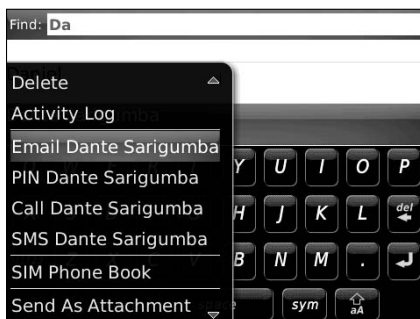 Find: Da
Delete
Activity Log
Email Dante Sarigumba
PIN Dante Sarigumba
Call Dante Sarigumba
SMS Dante Sarigumba
SIM Phone Book
Send As Attachment
Y U I O P
H J K L del
B N M .
sym aA